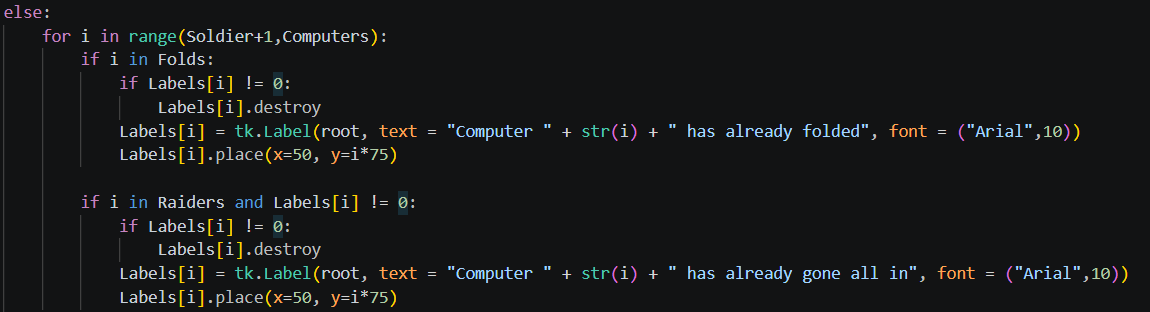 else:
    for i in range(Soldier+1,Computers):
        if i in Folds:
            if Labels[i] != 0:
                Labels[i].destroy
            Labels[i] = tk.Label(root, text = "Computer " + str(i) + " has already folded", font = ("Arial",10))
            Labels[i].place(x=50, y=i*75)

        if i in Raiders and Labels[i] != 0:
            if Labels[i] != 0:
                Labels[i].destroy
            Labels[i] = tk.Label(root, text = "Computer " + str(i) + " has already gone all in", font = ("Arial",10))
            Labels[i].place(x=50, y=i*75)